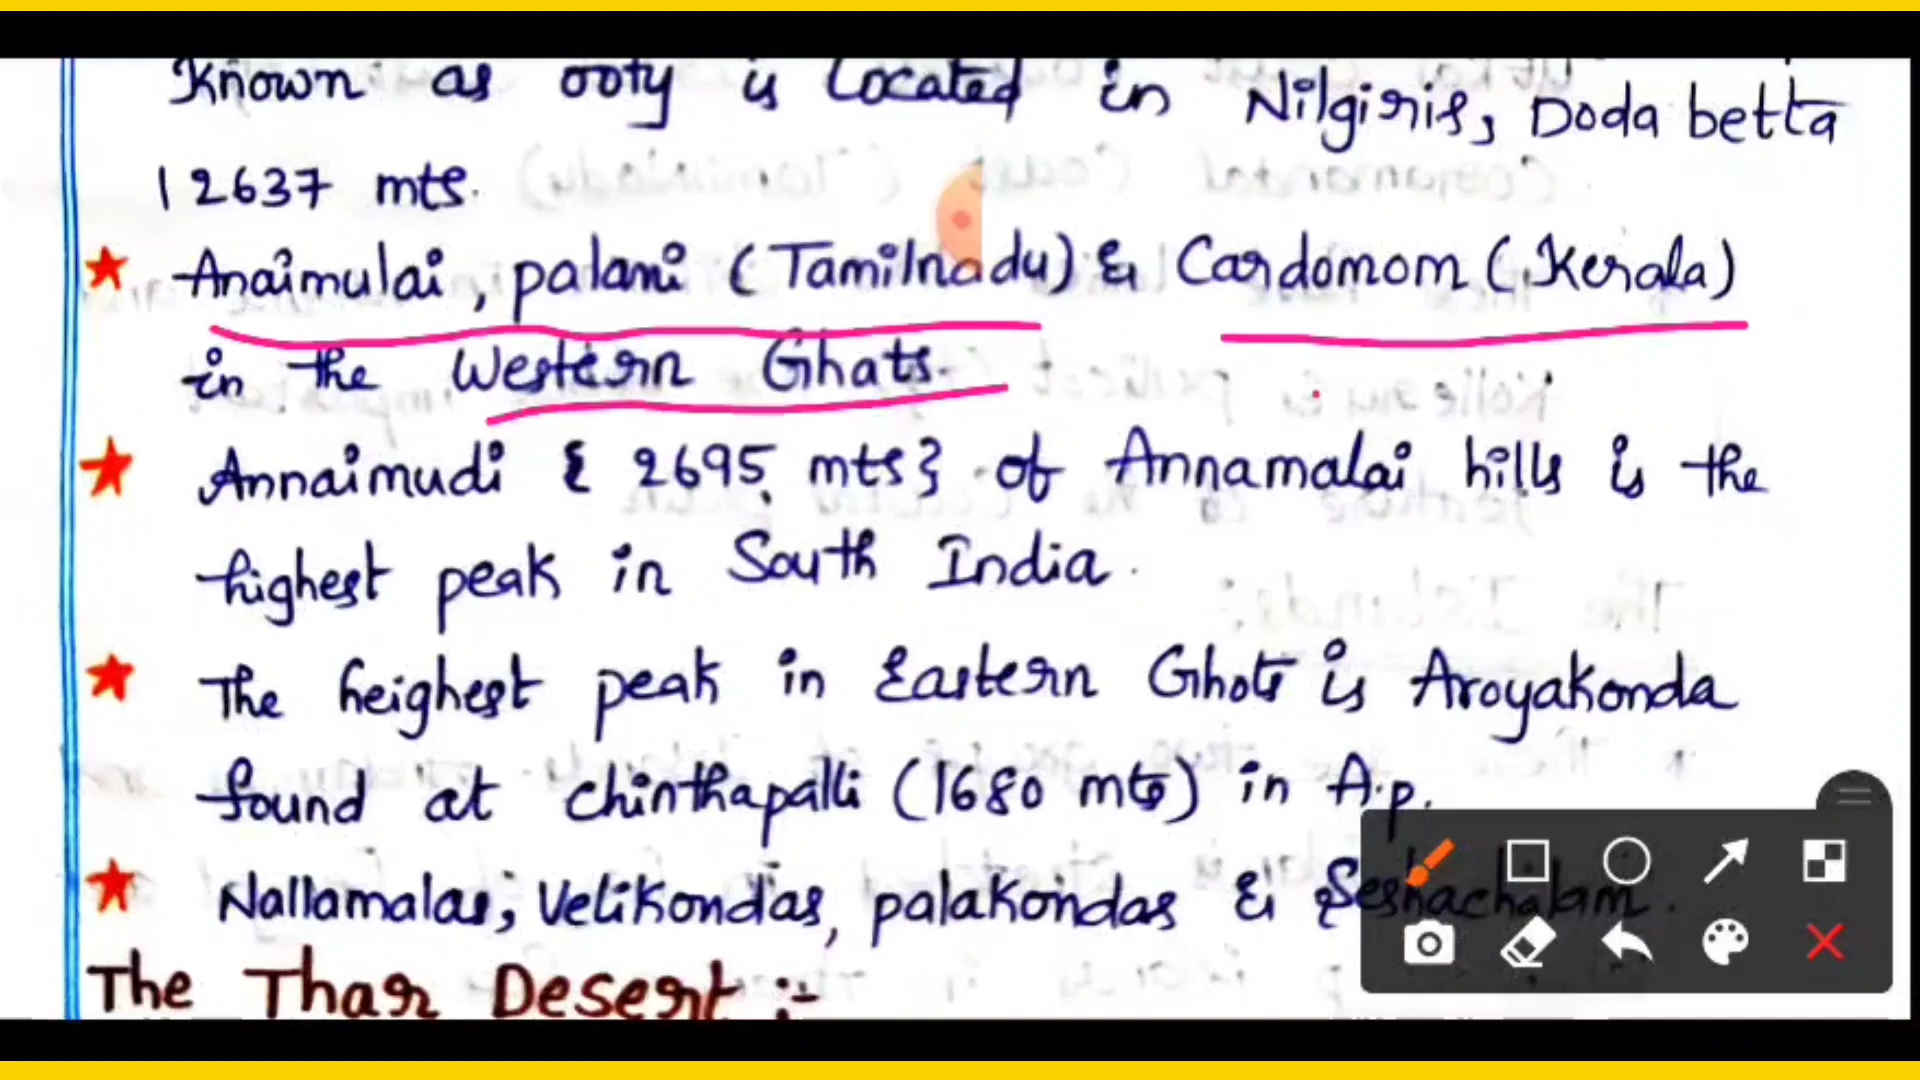 Known as ooty is Located in Nilgiris, Doda betta
12637 mts.
Anaimulai, palani (Tamilnadu) & Cardomom (Kerala)
in the Western Ghats.
Annaimudi { 2695 mts} of Annamalai hills is the
highest peak in South India.
The heighest peak in Eastern Ghots is Aroyakonda
found at chinthapalli (1680 mts) in A.p.
Nallamalas, Velikondas, palakondas & Seshachalam.
The Thar Desert :-